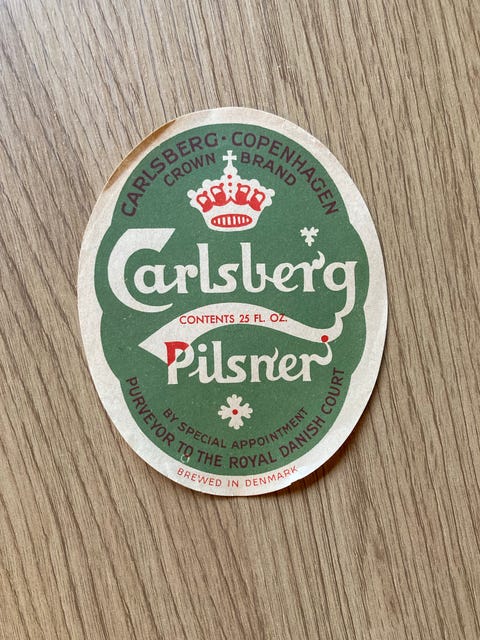 CARLSBERG · COPENHAGEN
CROWN BRAND
Carlsberg
CONTENTS 25 FL. OZ.
Pilsner
BY SPECIAL APPOINTMENT
PURVEYOR TO THE ROYAL DANISH COURT
BREWED IN DENMARK